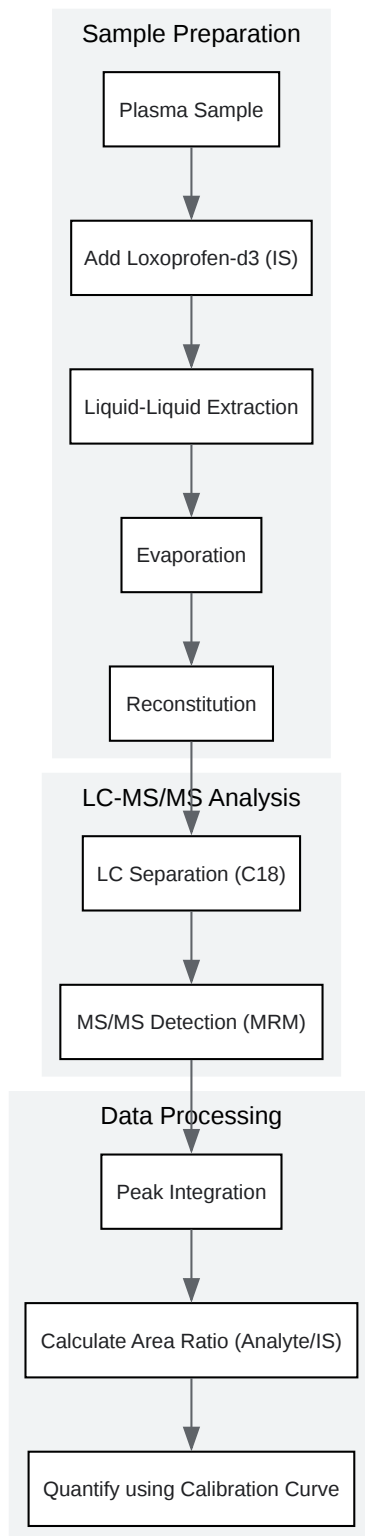 Sample Preparation
Plasma Sample
Add Loxoprofen-d3 (IS)
Liquid-Liquid Extraction
Evaporation
Reconstitution
LC-MS/MS Analysis
LC Separation (C18)
MS/MS Detection (MRM)
Data Processing
Peak Integration
Calculate Area Ratio (Analyte/IS)
Quantify using Calibration Curve